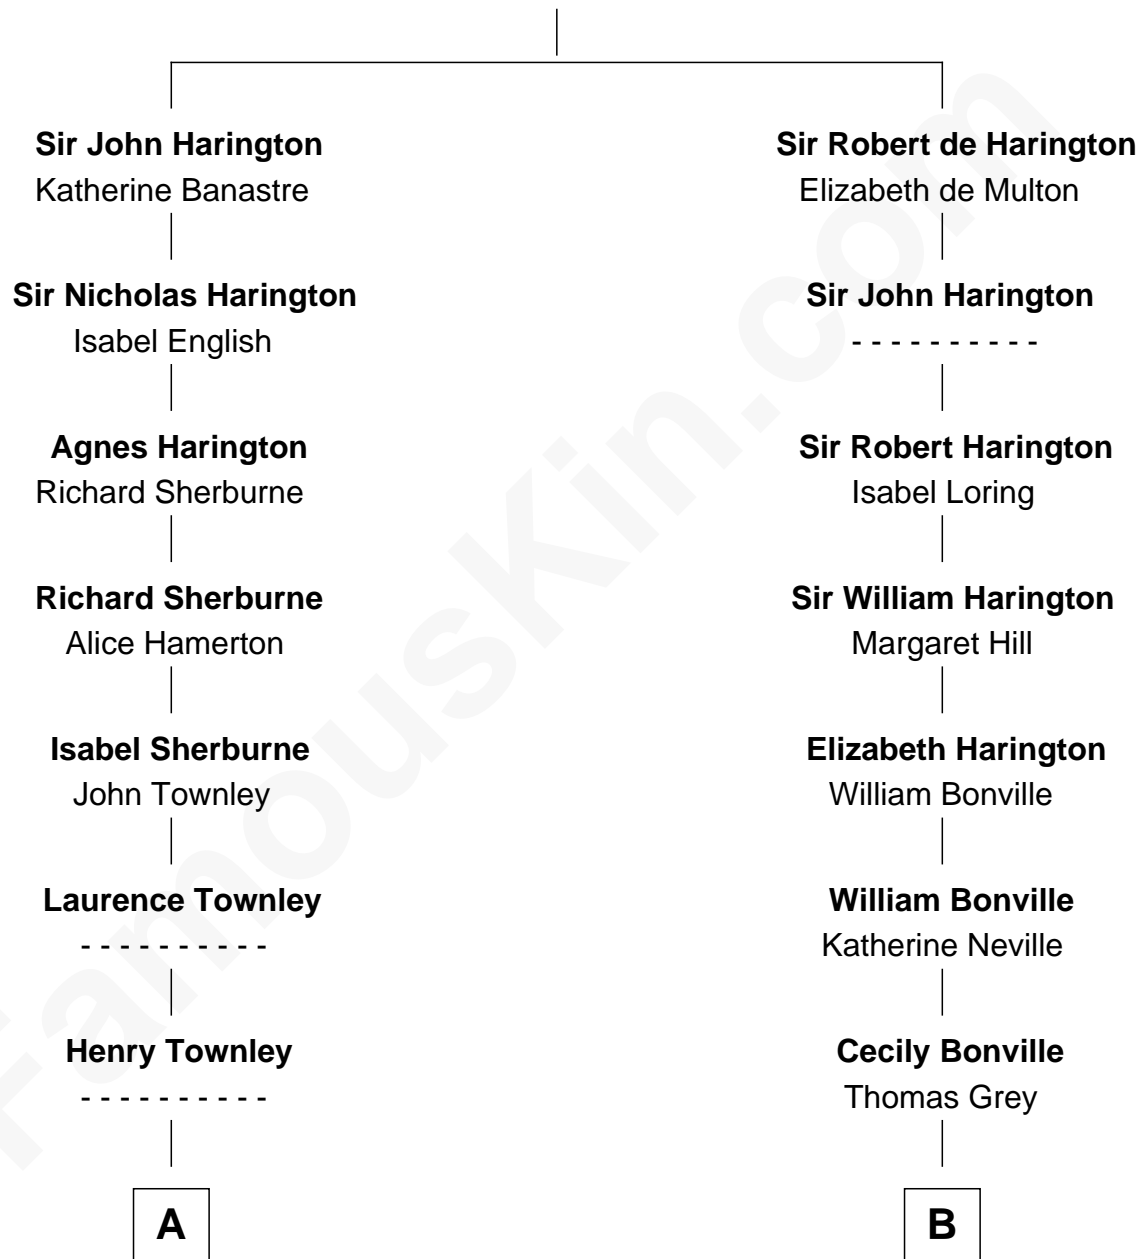 Sir John Harington
Katherine Banastre
Sir Nicholas Harington
Isabel English
Agnes Harington
Richard Sherburne
Richard Sherburne
Alice Hamerton
Isabel Sherburne
John Townley
Laurence Townley
- - - - - - - - - -
Henry Townley
- - - - - - - - - -
A
Sir Robert de Harington
Elizabeth de Multon
Sir John Harington
- - - - - - - - - -
Sir Robert Harington
Isabel Loring
Sir William Harington
Margaret Hill
Elizabeth Harington
William Bonville
William Bonville
Katherine Neville
Cecily Bonville
Thomas Grey
B
FamousKin.com